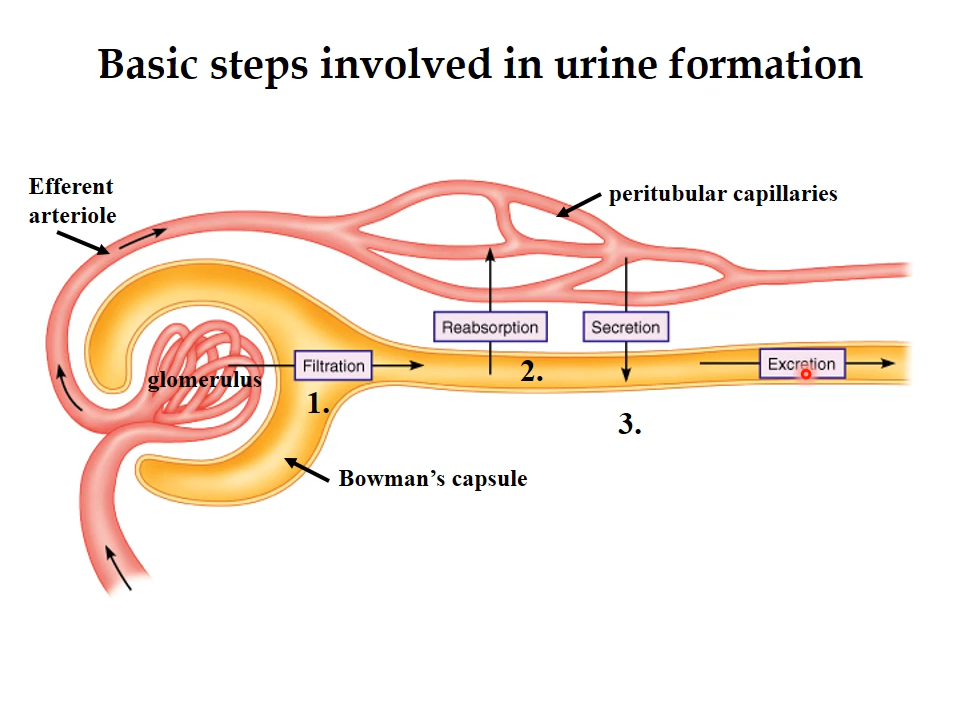 Basic steps involved in urine formation
Efferent
arteriole
peritubular capillaries
Reabsorption
Secretion
glomerulus
Filtration
2.
Excretion
1.
3.
Bowman’s capsule